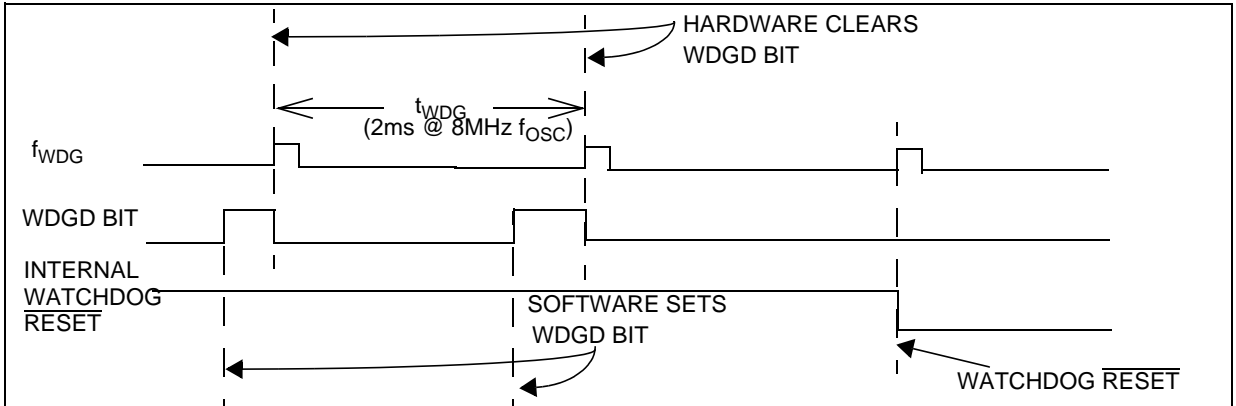 HARDWARE CLEARS
WDGD BIT
tWDG
(2ms @ 8MHz fOSC)
fWDG
WDGD BIT
INTERNAL
WATCHDOG
RESET
SOFTWARE SETS
WDGD BIT
WATCHDOG RESET